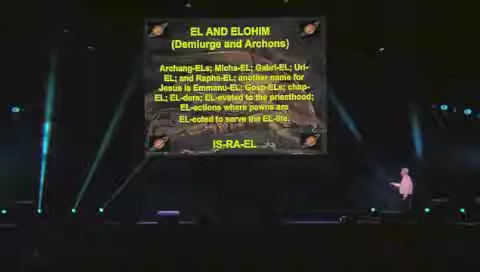 EL AND ELOHIM
(Demiurge and Archons)
Archang-ELs; Micha-EL; Gabri-EL; Uri-
EL; and Rapha-EL; another name for
Jesus is Emmanu-EL; Gosp-ELs; chap-
EL; EL-ders; EL-evated to the priesthood;
EL-ections where pawns are
EL-ected to serve the EL-ite.
IS-RA-EL